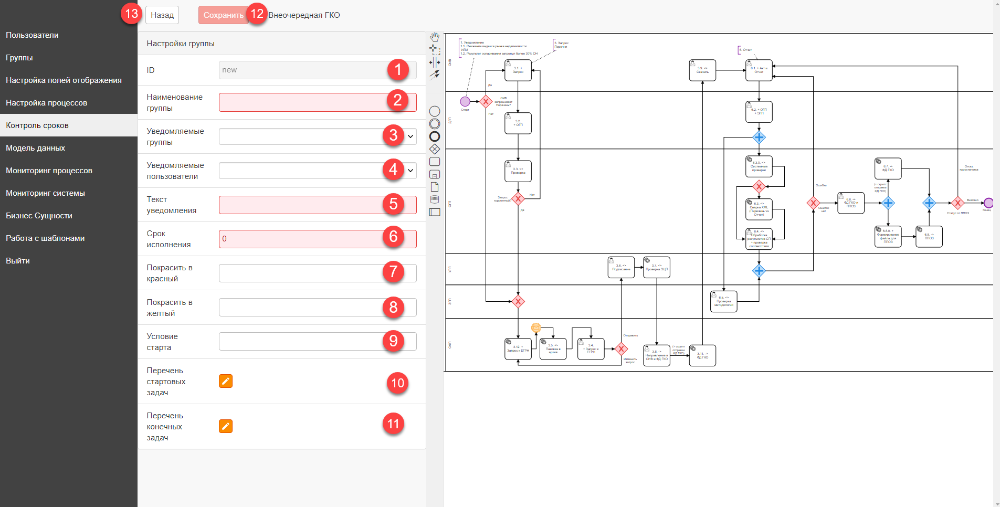 13
Назад
Сохранить
12
Внеочередная ГКО
Пользователи
Группы
Настройка полей отображения
Настройка процессов
Контроль сроков
Модель данных
Мониторинг процессов
Мониторинг системы
Бизнес Сущности
Работа с шаблонами
Выйти
Настройки группы
ID
new
1
Наименование
группы
2
Уведомляемые
группы
3
Уведомляемые
пользователи
4
Текст
уведомления
5
Срок
исполнения
0
6
Покрасить в
красный
7
Покрасить в
желтый
8
Условие
старта
9
Перечень
стартовых
задач
10
Перечень
конечных
задач
11
1. Уведомление
1.1. Снижение индекса рынка недвижимости
ИЛИ
1.2. Результат оспаривания затронул более 30% ОН
3. Запрос
Перечня
6. Отчет
ОИВ
3.1. +
Запрос
3.9. <>
Скачать
6.1. + Акт и
Отчет
Да
ДГП
Старт
ОИВ
запрашивает
Перечень?
Нет
3.2.
+ ОГП
6.2. + ОГП
+ ЭГП
ОГП
3.3. <>
Проверка
Запрос
корректный?
Нет
Да
6.3.0. <>
Системные
проверки
6.3. <>
Сверка XML
(Перечень vs
Отчет)
6.4. <>
Обработка
результатов СП
+ проверка
соответствия
Ошибки
Ошибок
нет
6.6. ->
ФД ГКО и
ППОЗ
6.7. ->
ФД ГКО
(+ скрипт
отправки
ФД ГКО)
6.8.0. +
Формирование
файла для
ППОЗ
6.8. ->
ППОЗ
Отказ,
приостановка
Внесено
Статус от ППОЗ
Конец
УПП
3.6. <>
Подписание
3.7. <>
Проверка ЭЦП
ЭГП
6.5. <>
Проверка
методологии
ОФП
3.12. +
Запрос к ЕГРН
3.5. <>
Паковка в
архив
3.4.
+ Запрос к
ЕГРН
Отправить
Изменить
запрос
3.8. ->
Направление в
ОИВ и ФД ГКО
(+ скрипт
отправки
ФД ГКО)
3.11. ->
ФД ГКО